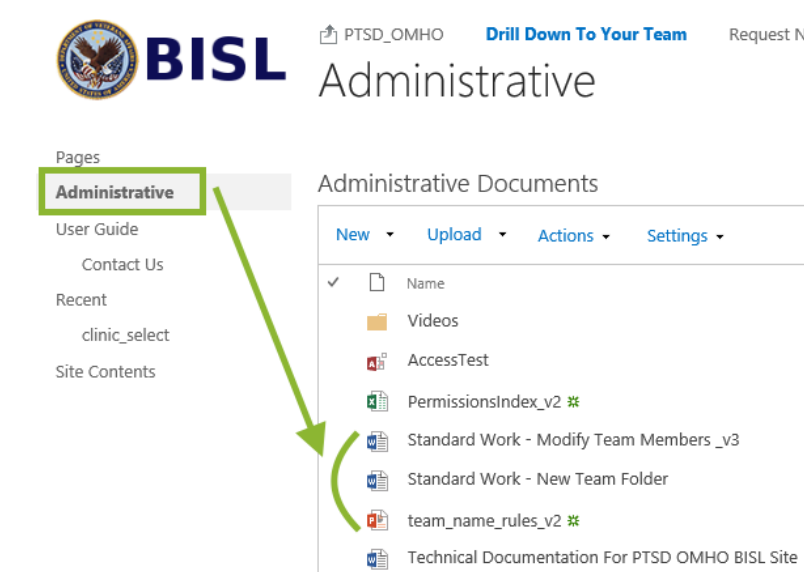 BISL
PTSD_OMHO Drill Down To Your Team Request N
Administrative
Pages
Administrative
User Guide
Contact Us
Recent
clinic_select
Site Contents
Administrative Documents
New Upload Actions Settings
Name
Videos
AccessTest
PermissionsIndex_v2
Standard Work - Modify Team Members _v3
Standard Work - New Team Folder
team_name_rules_v2
Technical Documentation For PTSD OMHO BISL Site